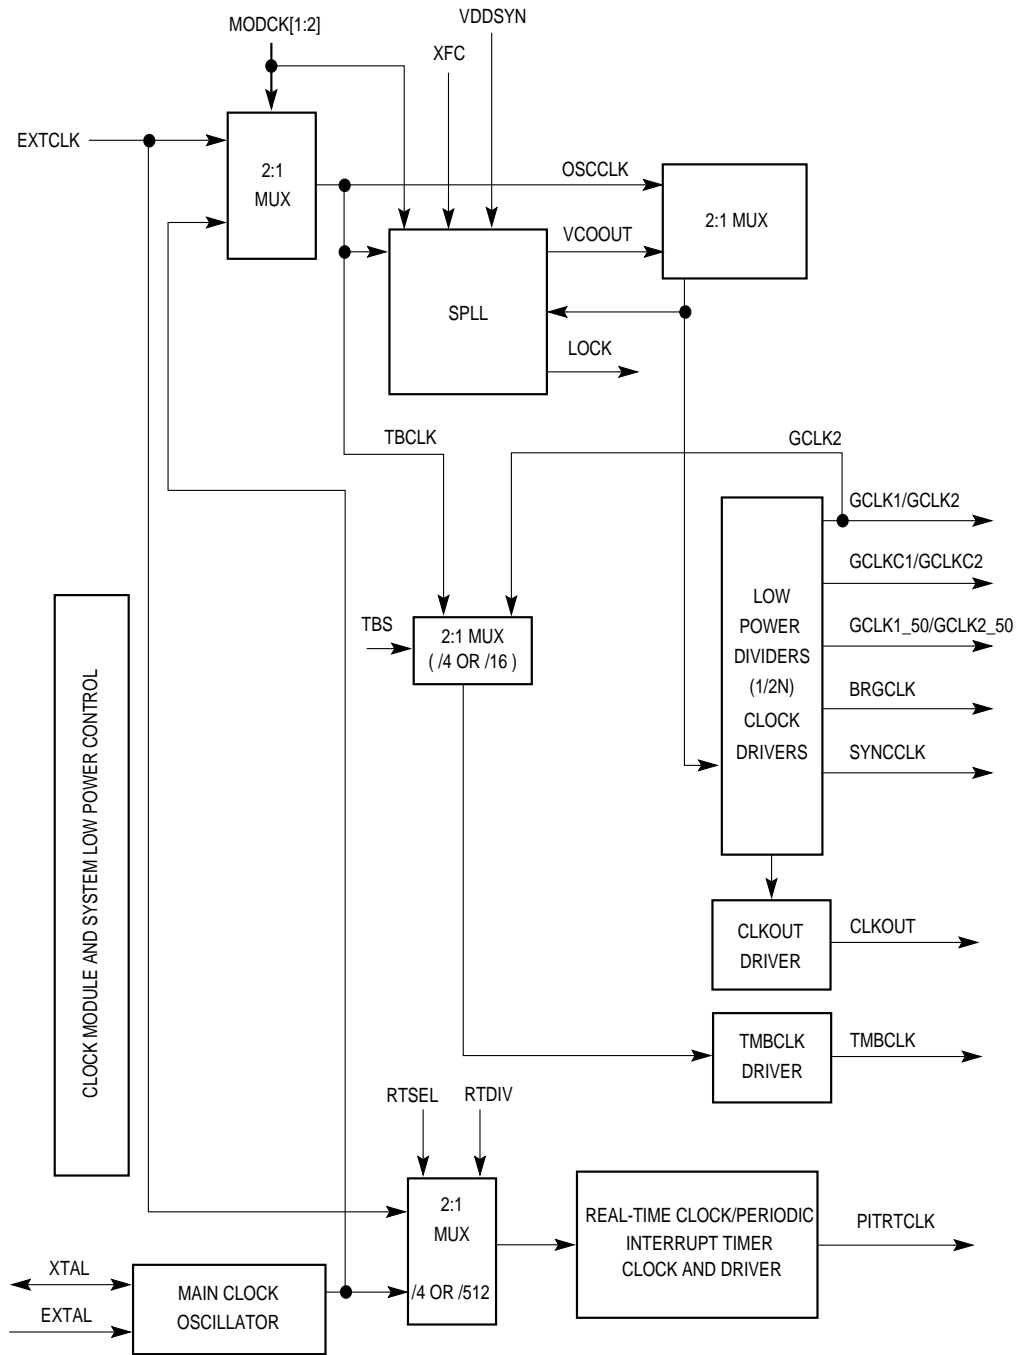 VDDSYN
MODCK[1:2]
XFC
EXTCLK
2:1
MUX
OSCCLK
2:1 MUX
VCOOUT
SPLL
LOCK
TBCLK
GCLK2
GCLK1/GCLK2
GCLKC1/GCLKC2
GCLK1_50/GCLK2_50
BRGCLK
SYNCCLK
LOW
POWER
DIVIDERS
(1/2N)
CLOCK
DRIVERS
TBS
2:1 MUX
( /4 OR /16 )
CLOCK MODULE AND SYSTEM LOW POWER CONTROL
CLKOUT
DRIVER
CLKOUT
TMBCLK
DRIVER
TMBCLK
RTSEL
RTDIV
2:1
MUX
/4 OR /512
REAL-TIME CLOCK/PERIODIC
INTERRUPT TIMER
CLOCK AND DRIVER
PITRTCLK
XTAL
EXTAL
MAIN CLOCK
OSCILLATOR